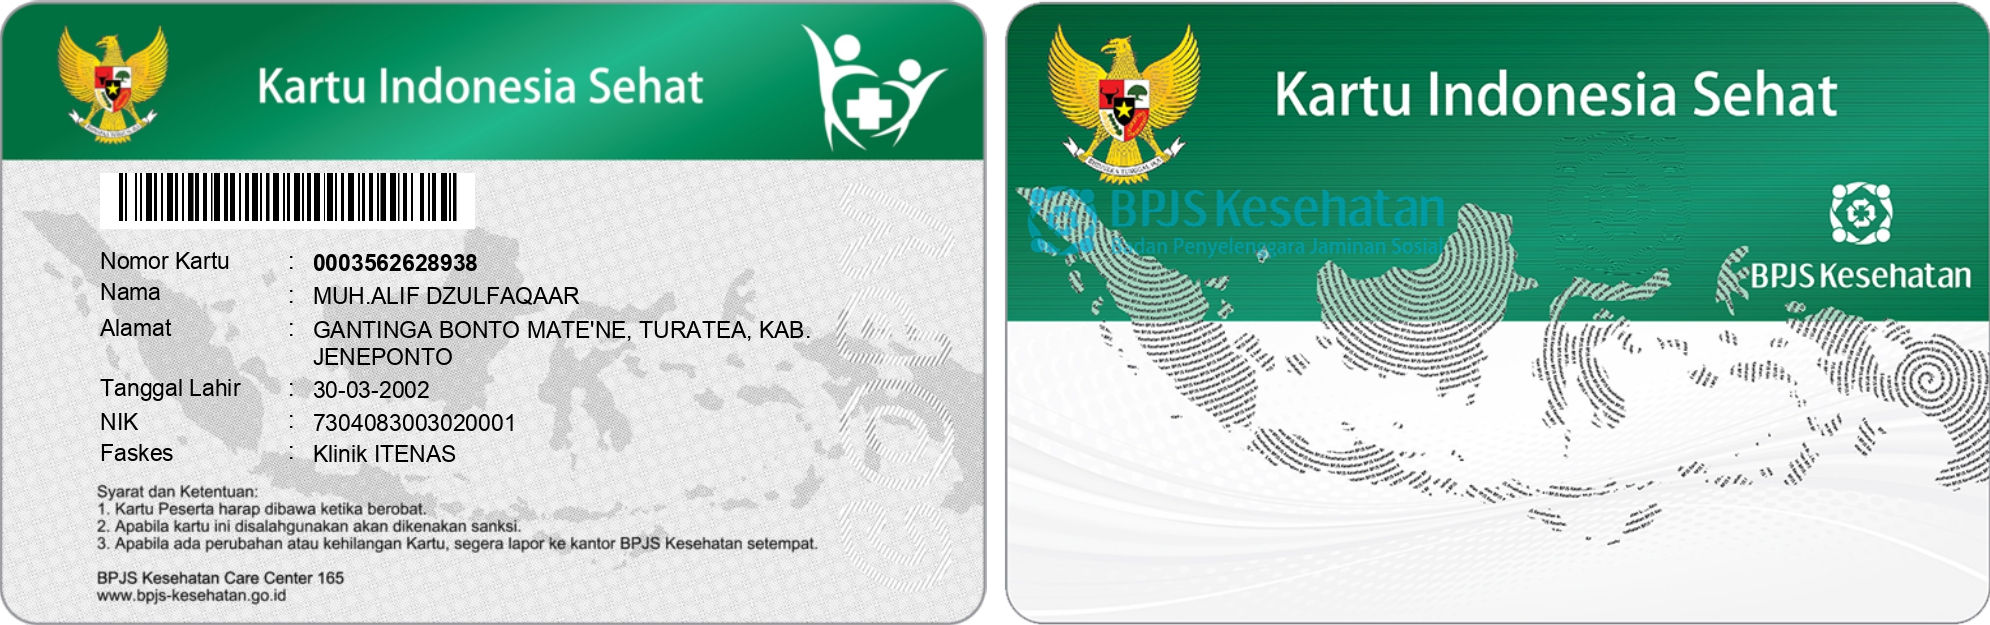 Kartu Indonesia Sehat
Nomor Kartu : 0003562628938
Nama : MUH.ALIF DZULFAQAAR
Alamat : GANTINGA BONTO MATE'NE, TURATEA, KAB.
JENEPONTO
Tanggal Lahir : 30-03-2002
NIK : 7304083003020001
Faskes : Klinik ITENAS
Syarat dan Ketentuan:
1. Kartu Peserta harap dibawa ketika berobat.
2. Apabila kartu ini disalahgunakan akan dikenakan sanksi.
3. Apabila ada perubahan atau kehilangan Kartu, segera lapor ke kantor BPJS Kesehatan setempat.
BPJS Kesehatan Care Center 165
www.bpjs-kesehatan.go.id
Kartu Indonesia Sehat
BPJS Kesehatan
Badan Penyelenggara Jaminan Sosial
BPJS Kesehatan